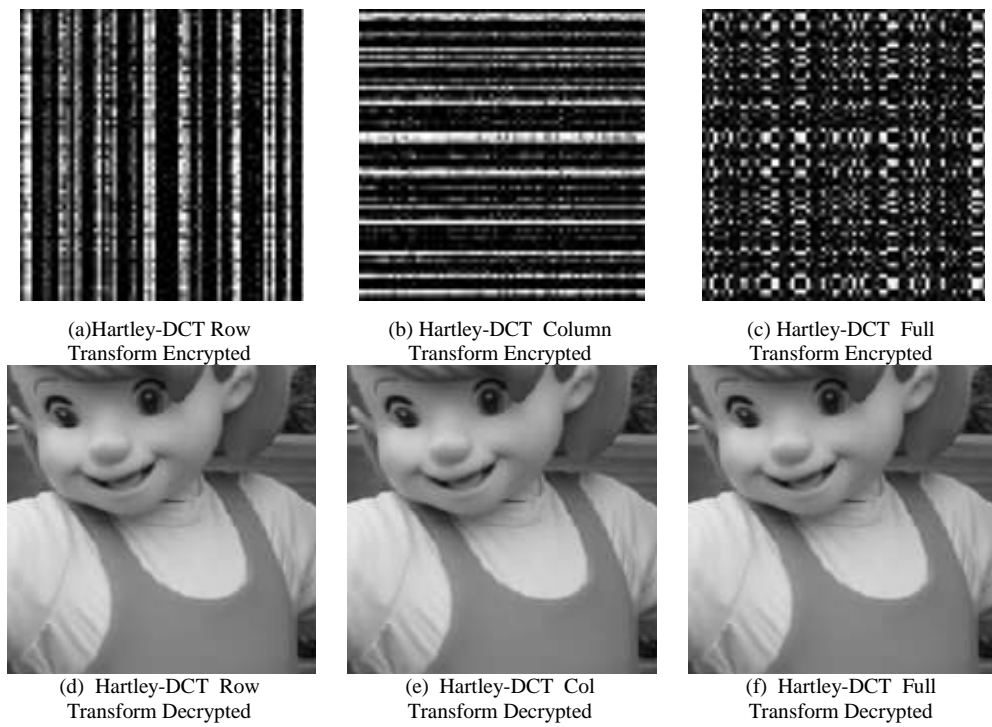 (a)Hartley-DCT Row
Transform Encrypted
(b) Hartley-DCT Column
Transform Encrypted
(c) Hartley-DCT Full
Transform Encrypted
(d) Hartley-DCT Row
Transform Decrypted
(e) Hartley-DCT Col
Transform Decrypted
(f) Hartley-DCT Full
Transform Decrypted